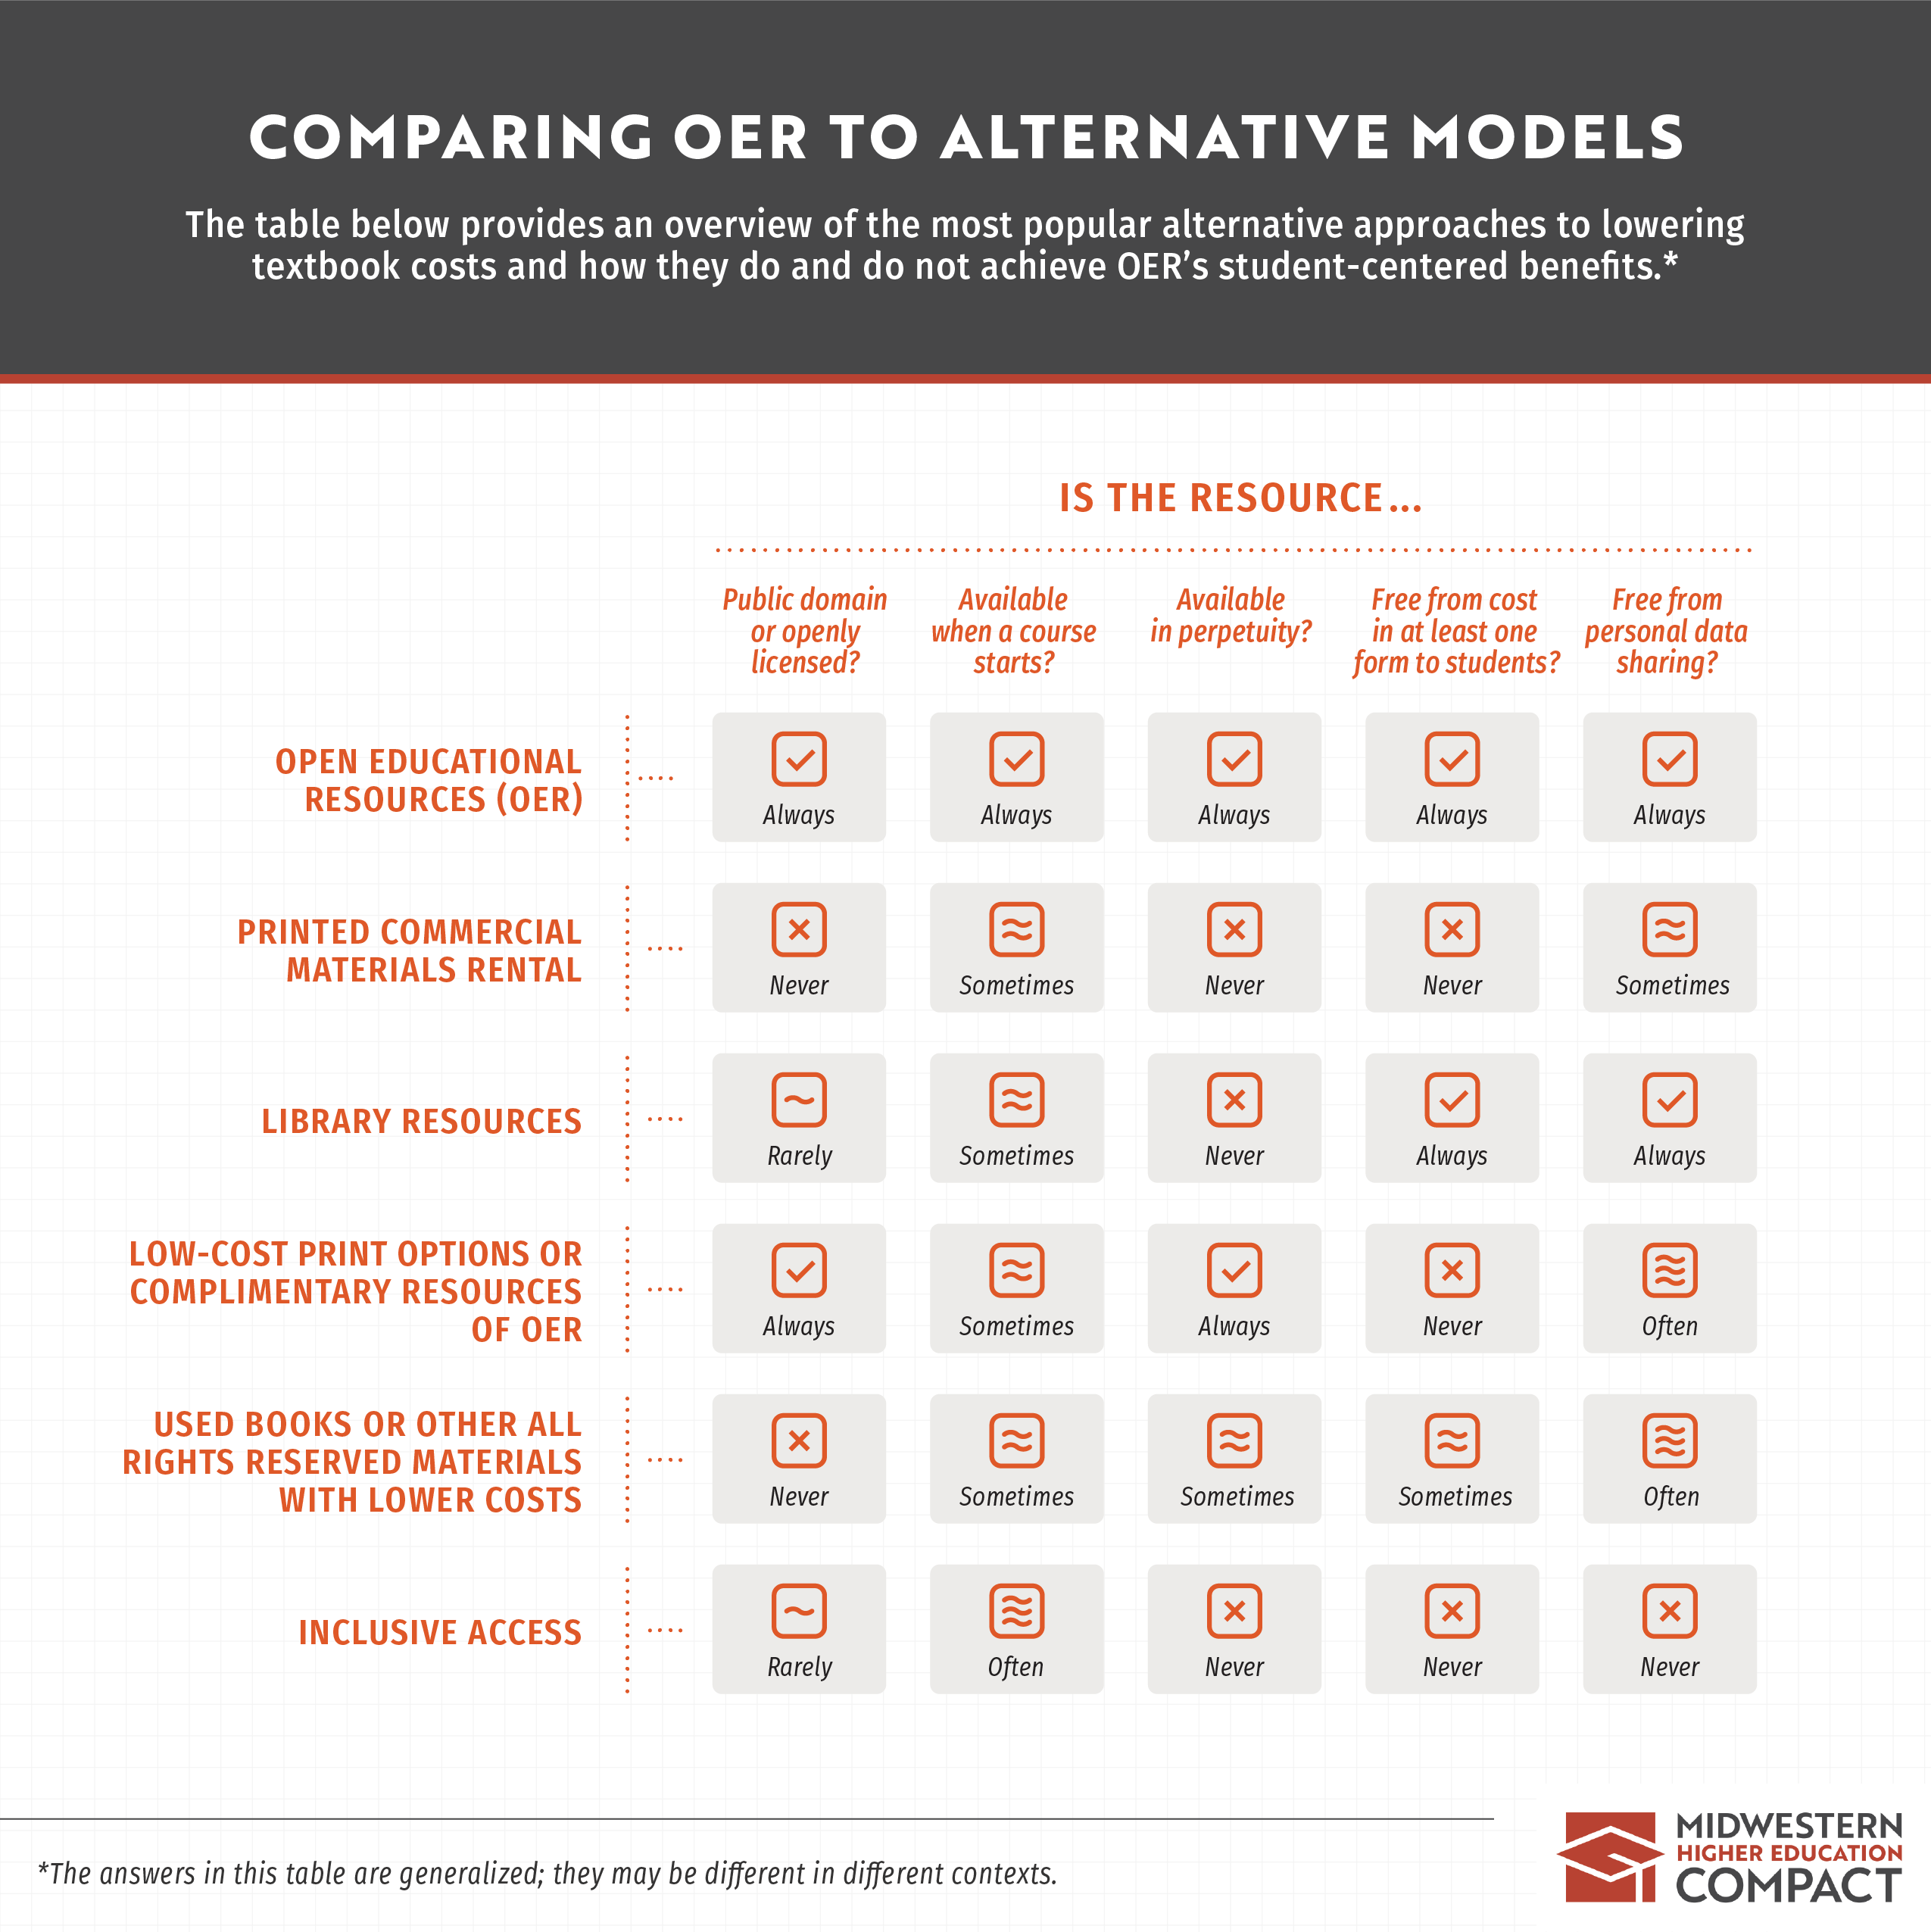 COMPARING OER TO ALTERNATIVE MODELS
The table below provides an overview of the most popular alternative approaches to lowering
textbook costs and how they do and do not achieve OER's student-centered benefits.*
IS THE RESOURCE...
Public domain
or openly
licensed?
Available
when a course
starts?
Available
in perpetuity?
Free from cost
in at least one
form to students?
Free from
personal data
sharing?
OPEN EDUCATIONAL
RESOURCES (OER)
Always
Always
Always
Always
Always
PRINTED COMMERCIAL
MATERIALS RENTAL
Never
Sometimes
Never
Never
Sometimes
LIBRARY RESOURCES
Rarely
Sometimes
Never
Always
Always
LOW-COST PRINT OPTIONS OR
COMPLIMENTARY RESOURCES
OF OER
Always
Sometimes
Always
Never
Often
USED BOOKS OR OTHER ALL
RIGHTS RESERVED MATERIALS
WITH LOWER COSTS
Never
Sometimes
Sometimes
Sometimes
Often
INCLUSIVE ACCESS
Rarely
Often
Never
Never
Never
*The answers in this table are generalized; they may be different in different contexts.
MIDWESTERN
HIGHER EDUCATION
COMPACT